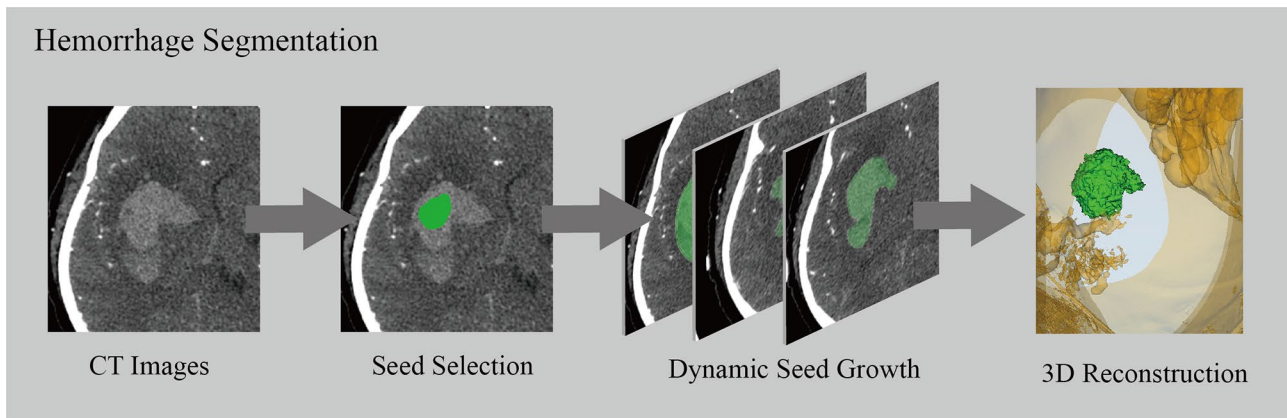 Hemorrhage Segmentation
CT Images
Seed Selection
Dynamic Seed Growth
3D Reconstruction